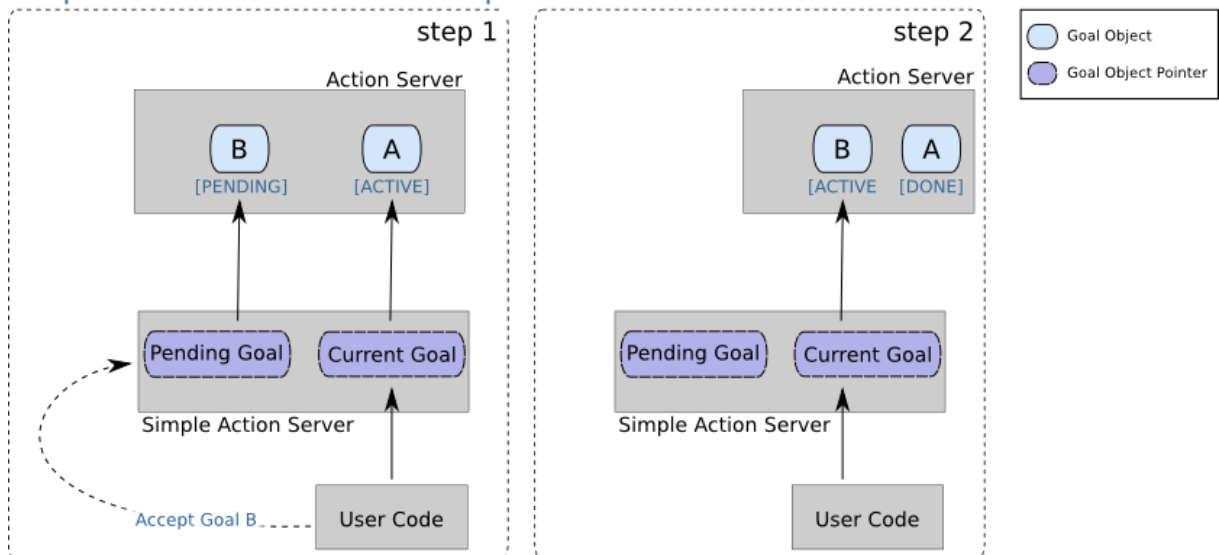 step 1
Action Server
B
A
[PENDING]
[ACTIVE]
Pending Goal
Current Goal
Simple Action Server
Accept Goal B
User Code
step 2
Action Server
B
A
[ACTIVE
[DONE]
Pending Goal
Current Goal
Simple Action Server
User Code
Goal Object
Goal Object Pointer